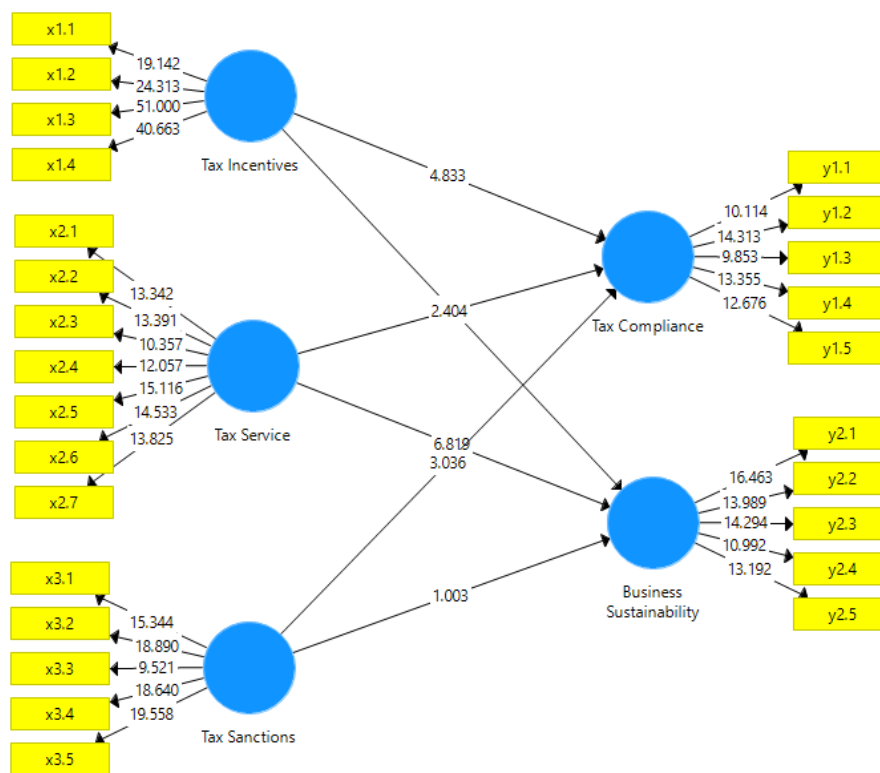 x1.1
x1.2
x1.3
x1.4
19.142
24.313
51.000
40.663
Tax Incentives
x2.1
x2.2
x2.3
x2.4
x2.5
x2.6
x2.7
13.342
13.391
10.357
12.057
15.116
14.533
13.825
Tax Service
x3.1
x3.2
x3.3
x3.4
x3.5
15.344
18.890
9.521
18.640
19.558
Tax Sanctions
4.833
2.404
6.819
3.036
1.003
Tax Compliance
10.114
14.313
9.853
13.355
12.676
y1.1
y1.2
y1.3
y1.4
y1.5
Business
Sustainability
16.463
13.989
14.294
10.992
13.192
y2.1
y2.2
y2.3
y2.4
y2.5